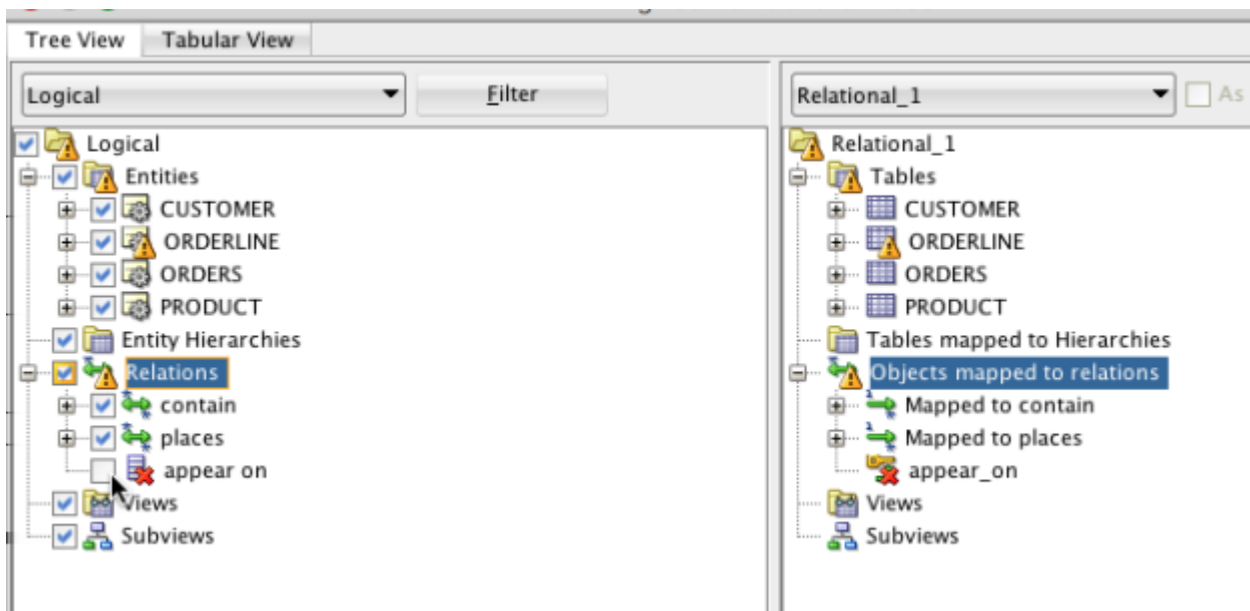 Tree View Tabular View
Logical Filter
Logical
Entities
CUSTOMER
ORDERLINE
ORDERS
PRODUCT
Entity Hierarchies
Relations
contain
places
appear on
Views
Subviews
Relational_1 As
Relational_1
Tables
CUSTOMER
ORDERLINE
ORDERS
PRODUCT
Tables mapped to Hierarchies
Objects mapped to relations
Mapped to contain
Mapped to places
appear_on
Views
Subviews